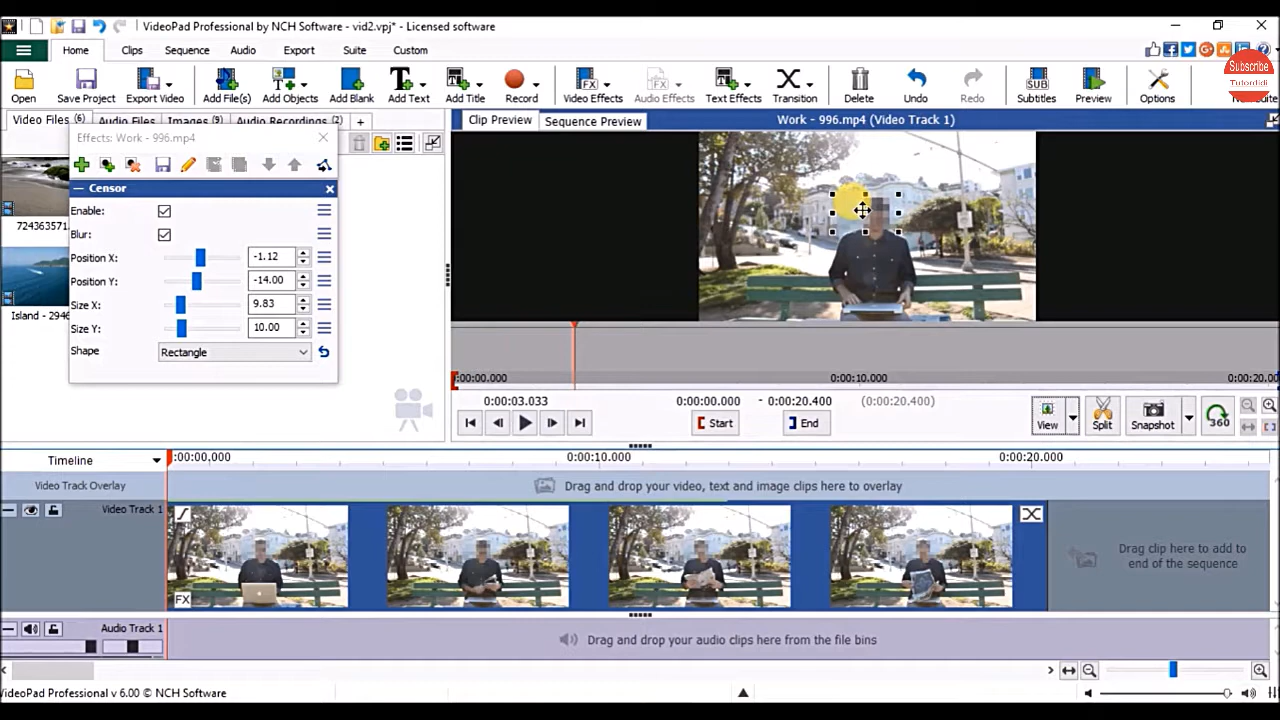 VideoPad Professional by NCH Software - vid2.vpj* - Licensed software
Home Clips Sequence Audio Export Suite Custom
Subscribe
Tutordidi
Open Save Project Export Video Add File(s) Add Objects Add Blank Add Text Add Title Record Video Effects Audio Effects Text Effects Transition Delete Undo Redo Subtitles Preview Options
Video Files (6) Audio Files Images (9) Audio Recordings (2) +
Clip Preview Sequence Preview Work - 996.mp4 (Video Track 1)
Effects: Work - 996.mp4
Censor
Enable:
Blur:
724363571
Position X: -1.12
Position Y: -14.00
Size X: 9.83
Island - 2946
Size Y: 10.00
Shape Rectangle
:00:00.000 0:00:10.000 0:00:20.00
0:00:03.033 0:00:00.000 - 0:00:20.400 (0:00:20.400)
Start End View Split Snapshot 360
Timeline :00:00,000 0:00:10.000 0:00:20.000
Video Track Overlay Drag and drop your video, text and image clips here to overlay
Video Track 1
FX
Drag clip here to add to
end of the sequence
Audio Track 1 Drag and drop your audio clips here from the file bins
VideoPad Professional v 6.00 © NCH Software